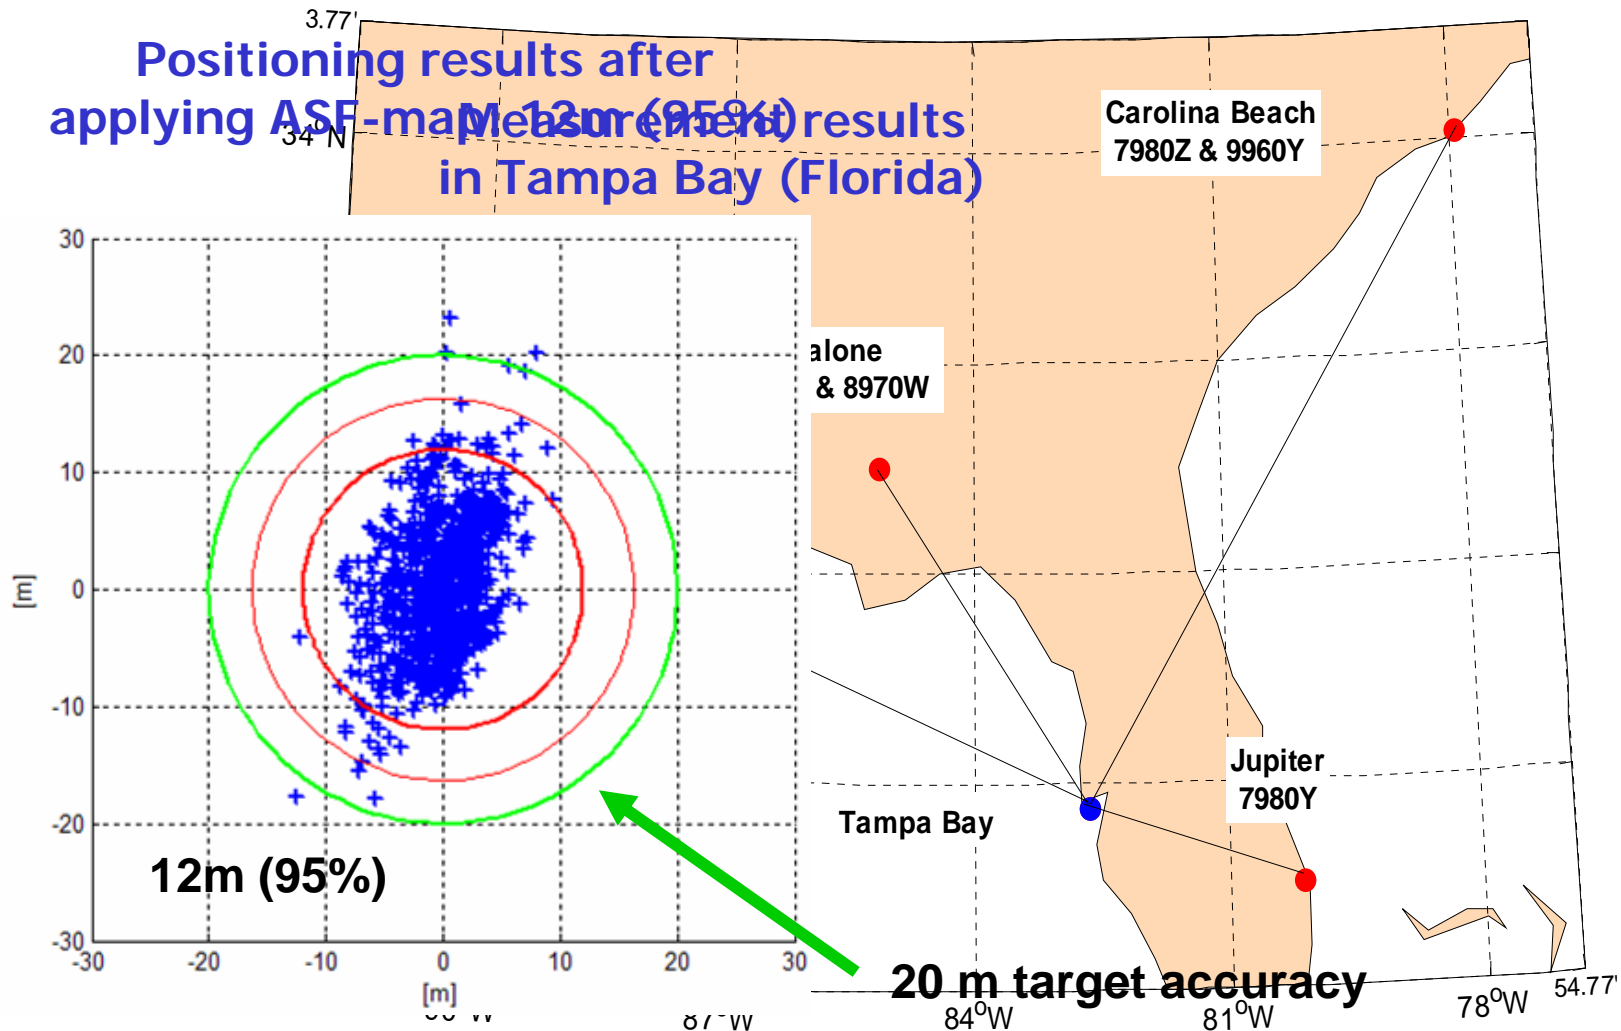 3.77'
Positioning results after
applying ASF-map: 12m (95%)
Measurement results
in Tampa Bay (Florida)
34°N
Carolina Beach
7980Z & 9960Y
alone
& 8970W
Jupiter
7980Y
Tampa Bay
30
20
10
0
-10
-20
-30
[m]
-30
-20
-10
0
10
20
30
[m]
12m (95%)
20 m target accuracy
87°W
84°W
81°W
78°W
54.77'